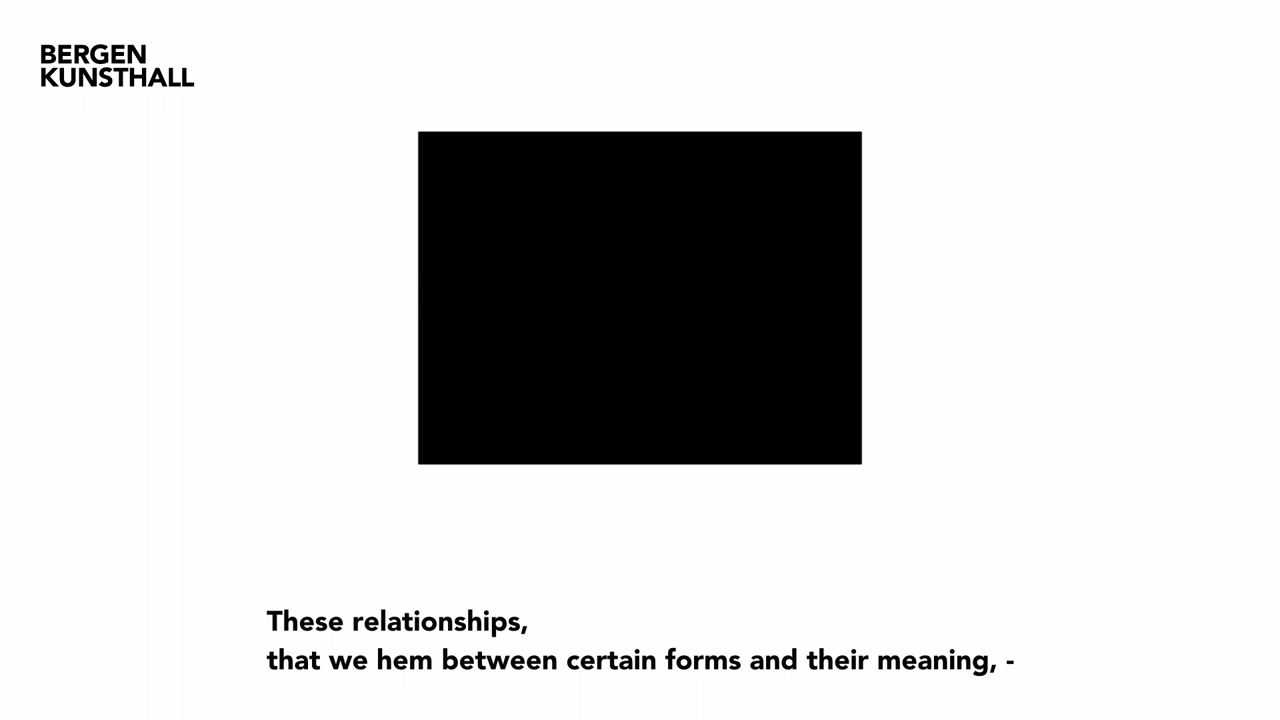 BERGEN
KUNSTHALL
These relationships,
that we hem between certain forms and their meaning, -